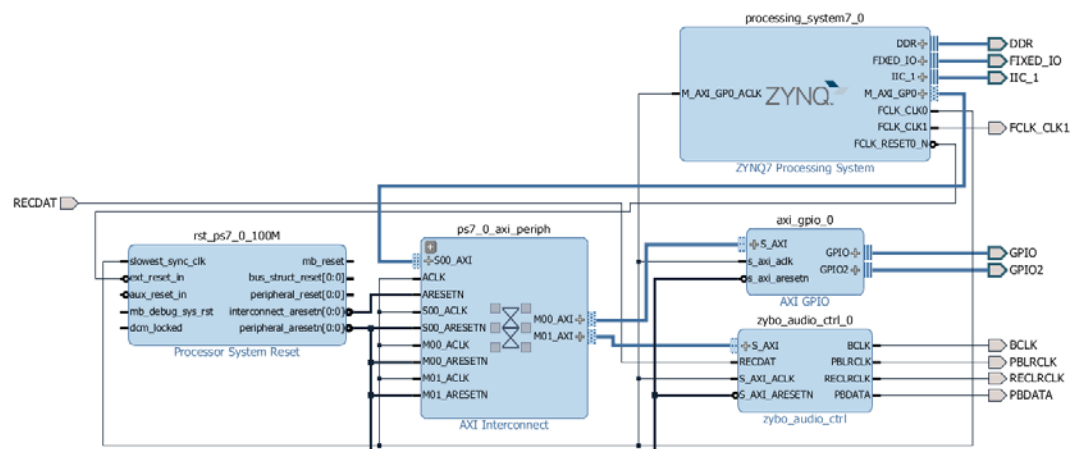 processing_system7_0
DDR
FIXED_IO
IIC_1
M_AXI_GP0
FCLK_CLK0
FCLK_CLK1
FCLK_RESET0_N
M_AXI_GP0_ACLK
ZYNQ
ZYNQ7 Processing System
DDR
FIXED_IO
IIC_1
FCLK_CLK1
RECDAT
rst_ps7_0_100M
slowest_sync_clk
ext_reset_in
aux_reset_in
mb_debug_sys_rst
dcm_locked
mb_reset
bus_struct_reset[0:0]
peripheral_reset[0:0]
interconnect_aresetn[0:0]
peripheral_aresetn[0:0]
Processor System Reset
ps7_0_axi_periph
S00_AXI
ACLK
ARESETN
S00_ACLK
S00_ARESETN
M00_ACLK
M00_ARESETN
M01_ACLK
M01_ARESETN
M00_AXI
M01_AXI
AXI Interconnect
axi_gpio_0
S_AXI
s_axi_aclk
s_axi_aresetn
GPIO
GPIO2
AXI GPIO
GPIO
GPIO2
zybo_audio_ctrl_0
S_AXI
RECDAT
S_AXI_ACLK
S_AXI_ARESETN
BCLK
PBLRCLK
RECLRCLK
PBDATA
zybo_audio_ctrl
BCLK
PBLRCLK
RECLRCLK
PBDATA